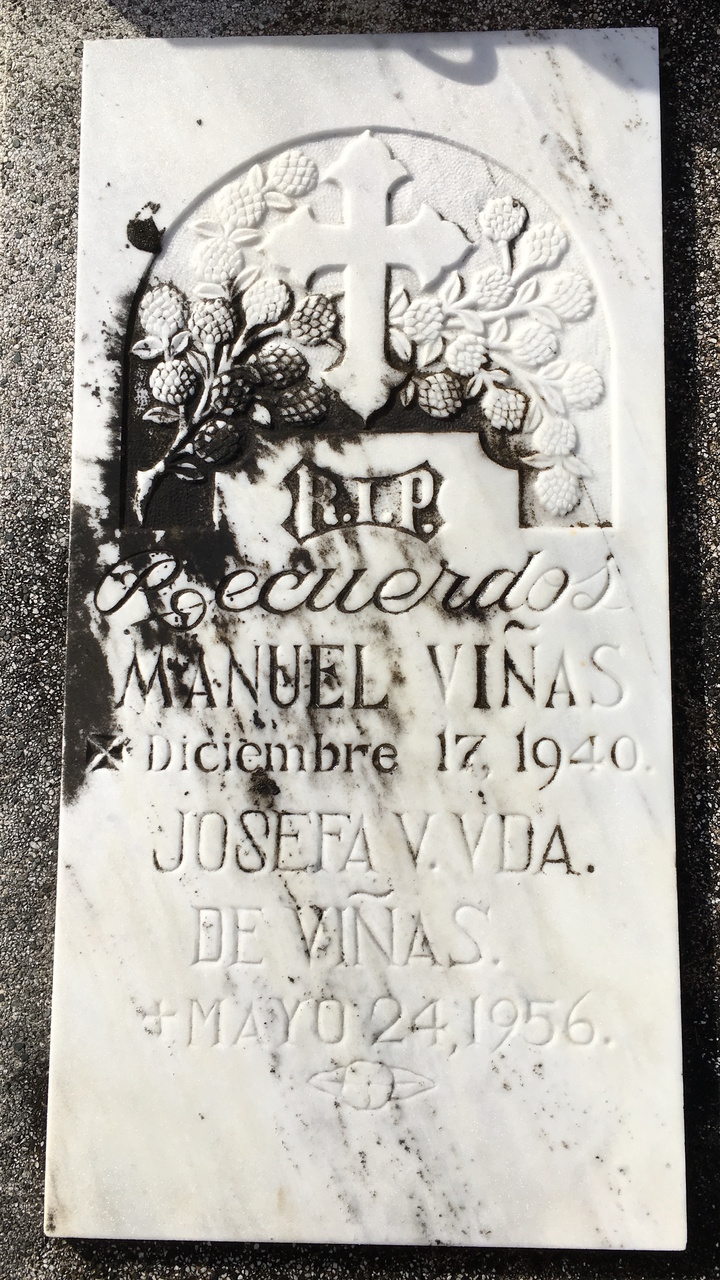 R.I.P.
Recuerdos
MANUEL VIÑAS
✠ Diciembre 17, 1940.
JOSEFA V. VDA.
DE VIÑAS.
+ MAYO 24, 1956.